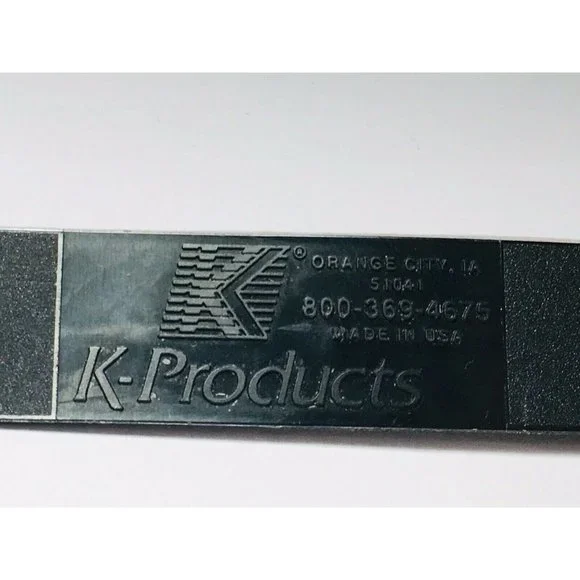 K®
ORANGE CITY, IA
51041
800-369-4675
MADE IN USA
K-Products